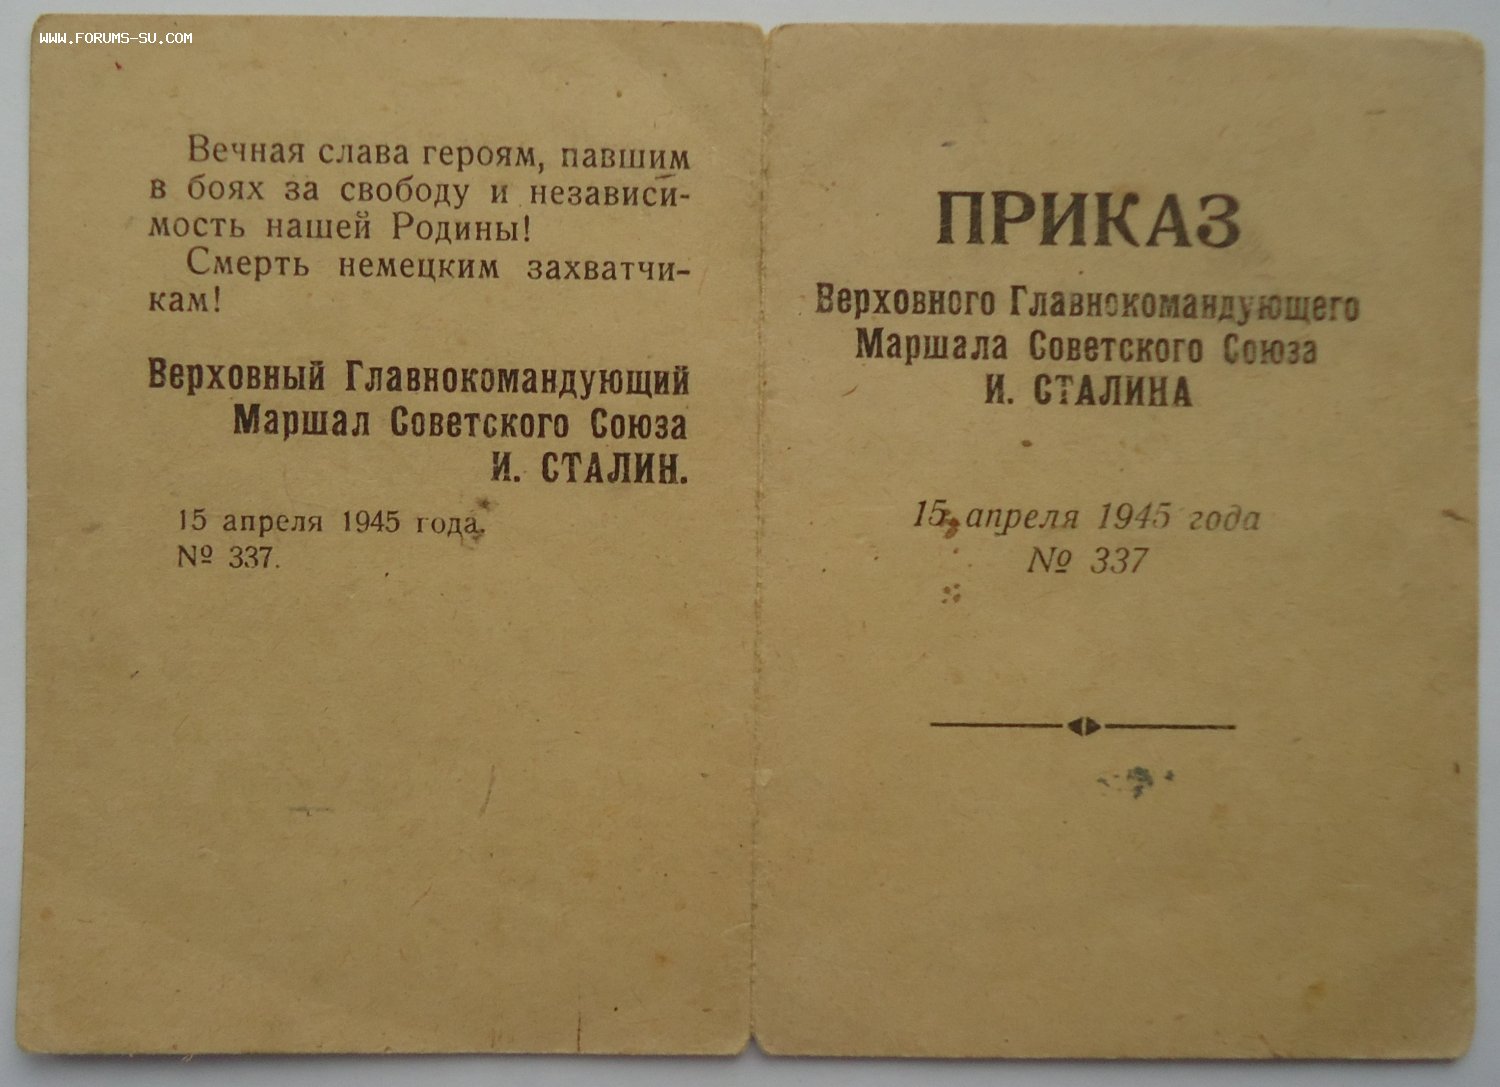 www.forums-su.com
Вечная слава героям, павшим
в боях за свободу и независи-
мость нашей Родины!
Смерть немецким захватчи-
кам!
Верховный Главнокомандующий
Маршал Советского Союза
И. СТАЛИН.
15 апреля 1945 года.
№ 337.
ПРИКАЗ
Верховного Главнокомандующего
Маршала Советского Союза
И. СТАЛИНА
15 апреля 1945 года
№ 337